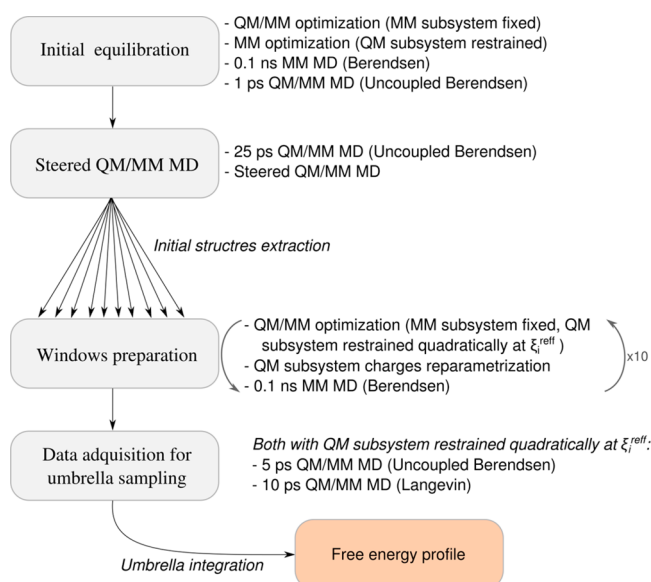 Initial equilibration
- QM/MM optimization (MM subsystem fixed)
- MM optimization (QM subsystem restrained)
- 0.1 ns MM MD (Berendsen)
- 1 ps QM/MM MD (Uncoupled Berendsen)
Steered QM/MM MD
- 25 ps QM/MM MD (Uncoupled Berendsen)
- Steered QM/MM MD
Initial structres extraction
Windows preparation
- QM/MM optimization (MM subsystem fixed, QM
subsystem restrained quadratically at ξᵢʳᵉᶠᶠ )
- QM subsystem charges reparametrization
- 0.1 ns MM MD (Berendsen)
x10
Data adquisition for
umbrella sampling
Both with QM subsystem restrained quadratically at ξᵢʳᵉᶠᶠ:
- 5 ps QM/MM MD (Uncoupled Berendsen)
- 10 ps QM/MM MD (Langevin)
Umbrella integration
Free energy profile